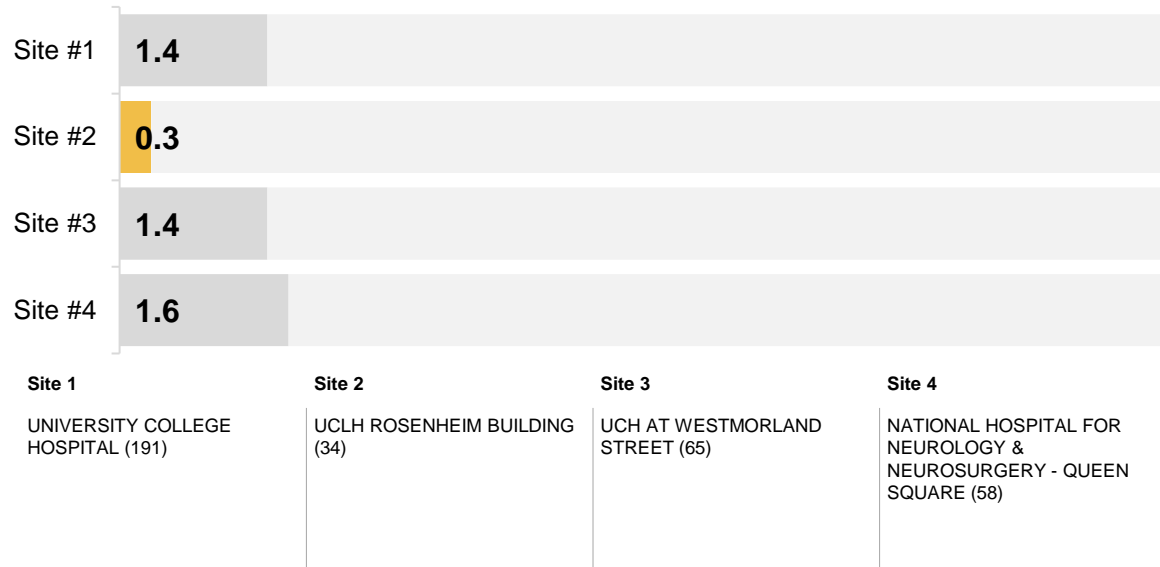 Site #1 1.4
Site #2 0.3
Site #3 1.4
Site #4 1.6
Site 1
UNIVERSITY COLLEGE
HOSPITAL (191)
Site 2
UCLH ROSENHEIM BUILDING
(34)
Site 3
UCH AT WESTMORLAND
STREET (65)
Site 4
NATIONAL HOSPITAL FOR
NEUROLOGY &
NEUROSURGERY - QUEEN
SQUARE (58)